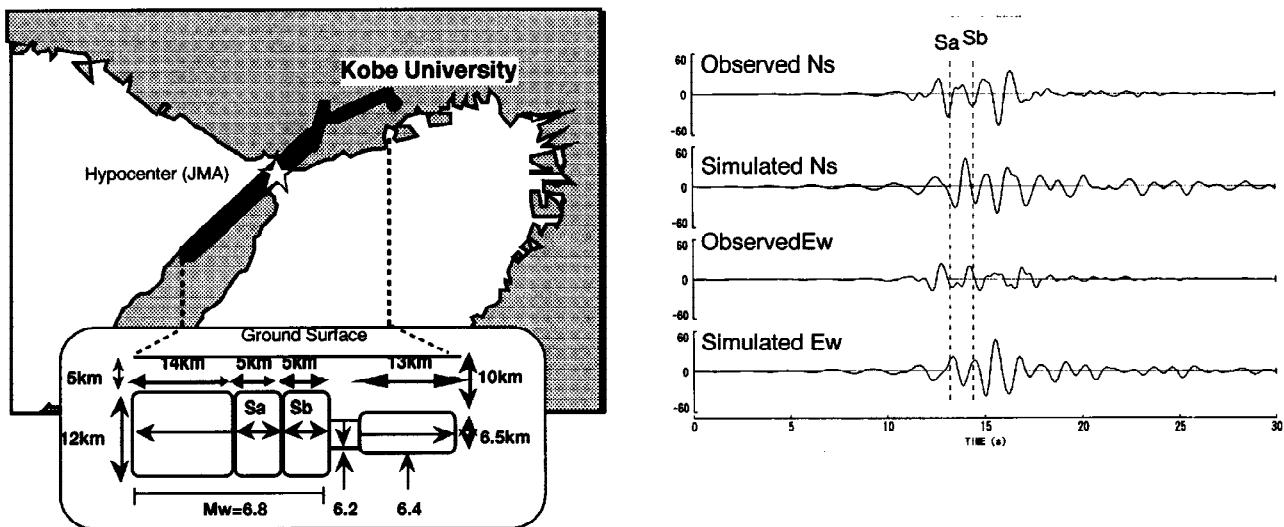 Kobe University
Hypocenter (JMA)
Ground Surface
14km 5km 5km 13km
5km
10km
Sa Sb
12km
6.5km
Mw=6.8 6.2 6.4
Sa Sb
60
Observed Ns
0
-60
60
Simulated Ns
0
-60
60
ObservedEw
0
-60
60
Simulated Ew
0
-60
0 5 10 15 20 25 30
TIME (s)